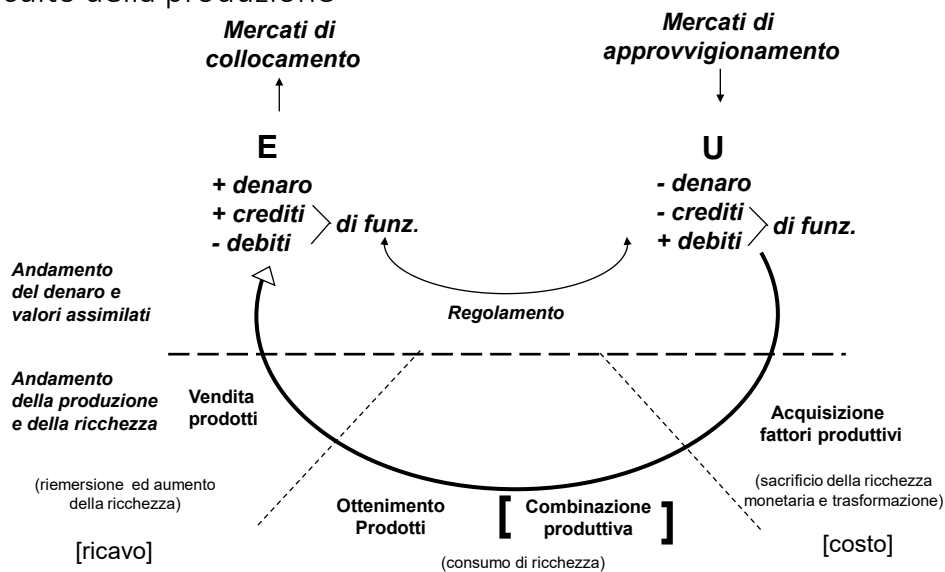 della produzione
Mercati di
collocamento
Mercati di
approvvigionamento
E
+ denaro
+ crediti
- debiti
di funz.
U
- denaro
- crediti
+ debiti
di funz.
Andamento
del denaro e
valori assimilati
Regolamento
Andamento
della produzione
e della ricchezza
Vendita
prodotti
Acquisizione
fattori produttivi
(riemersione ed aumento
della ricchezza)
(sacrificio della ricchezza
monetaria e trasformazione)
Ottenimento
Prodotti
[ Combinazione
produttiva ]
(consumo di ricchezza)
[ricavo]
[costo]